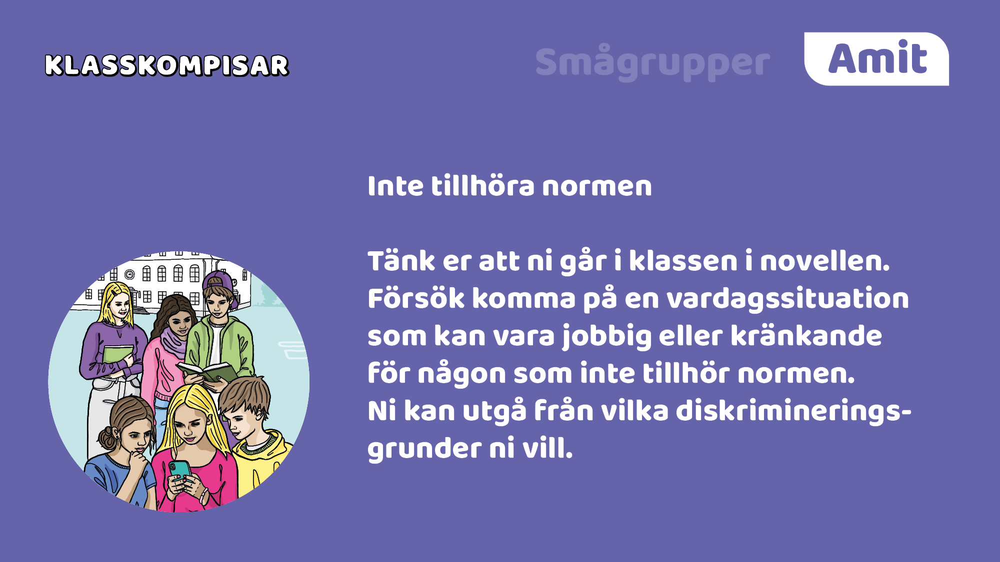 KLASSKOMPISAR
Smågrupper
Amit
Inte tillhöra normen
Tänk er att ni går i klassen i novellen.
Försök komma på en vardagssituation
som kan vara jobbig eller kränkande
för någon som inte tillhör normen.
Ni kan utgå från vilka diskriminerings-
grunder ni vill.